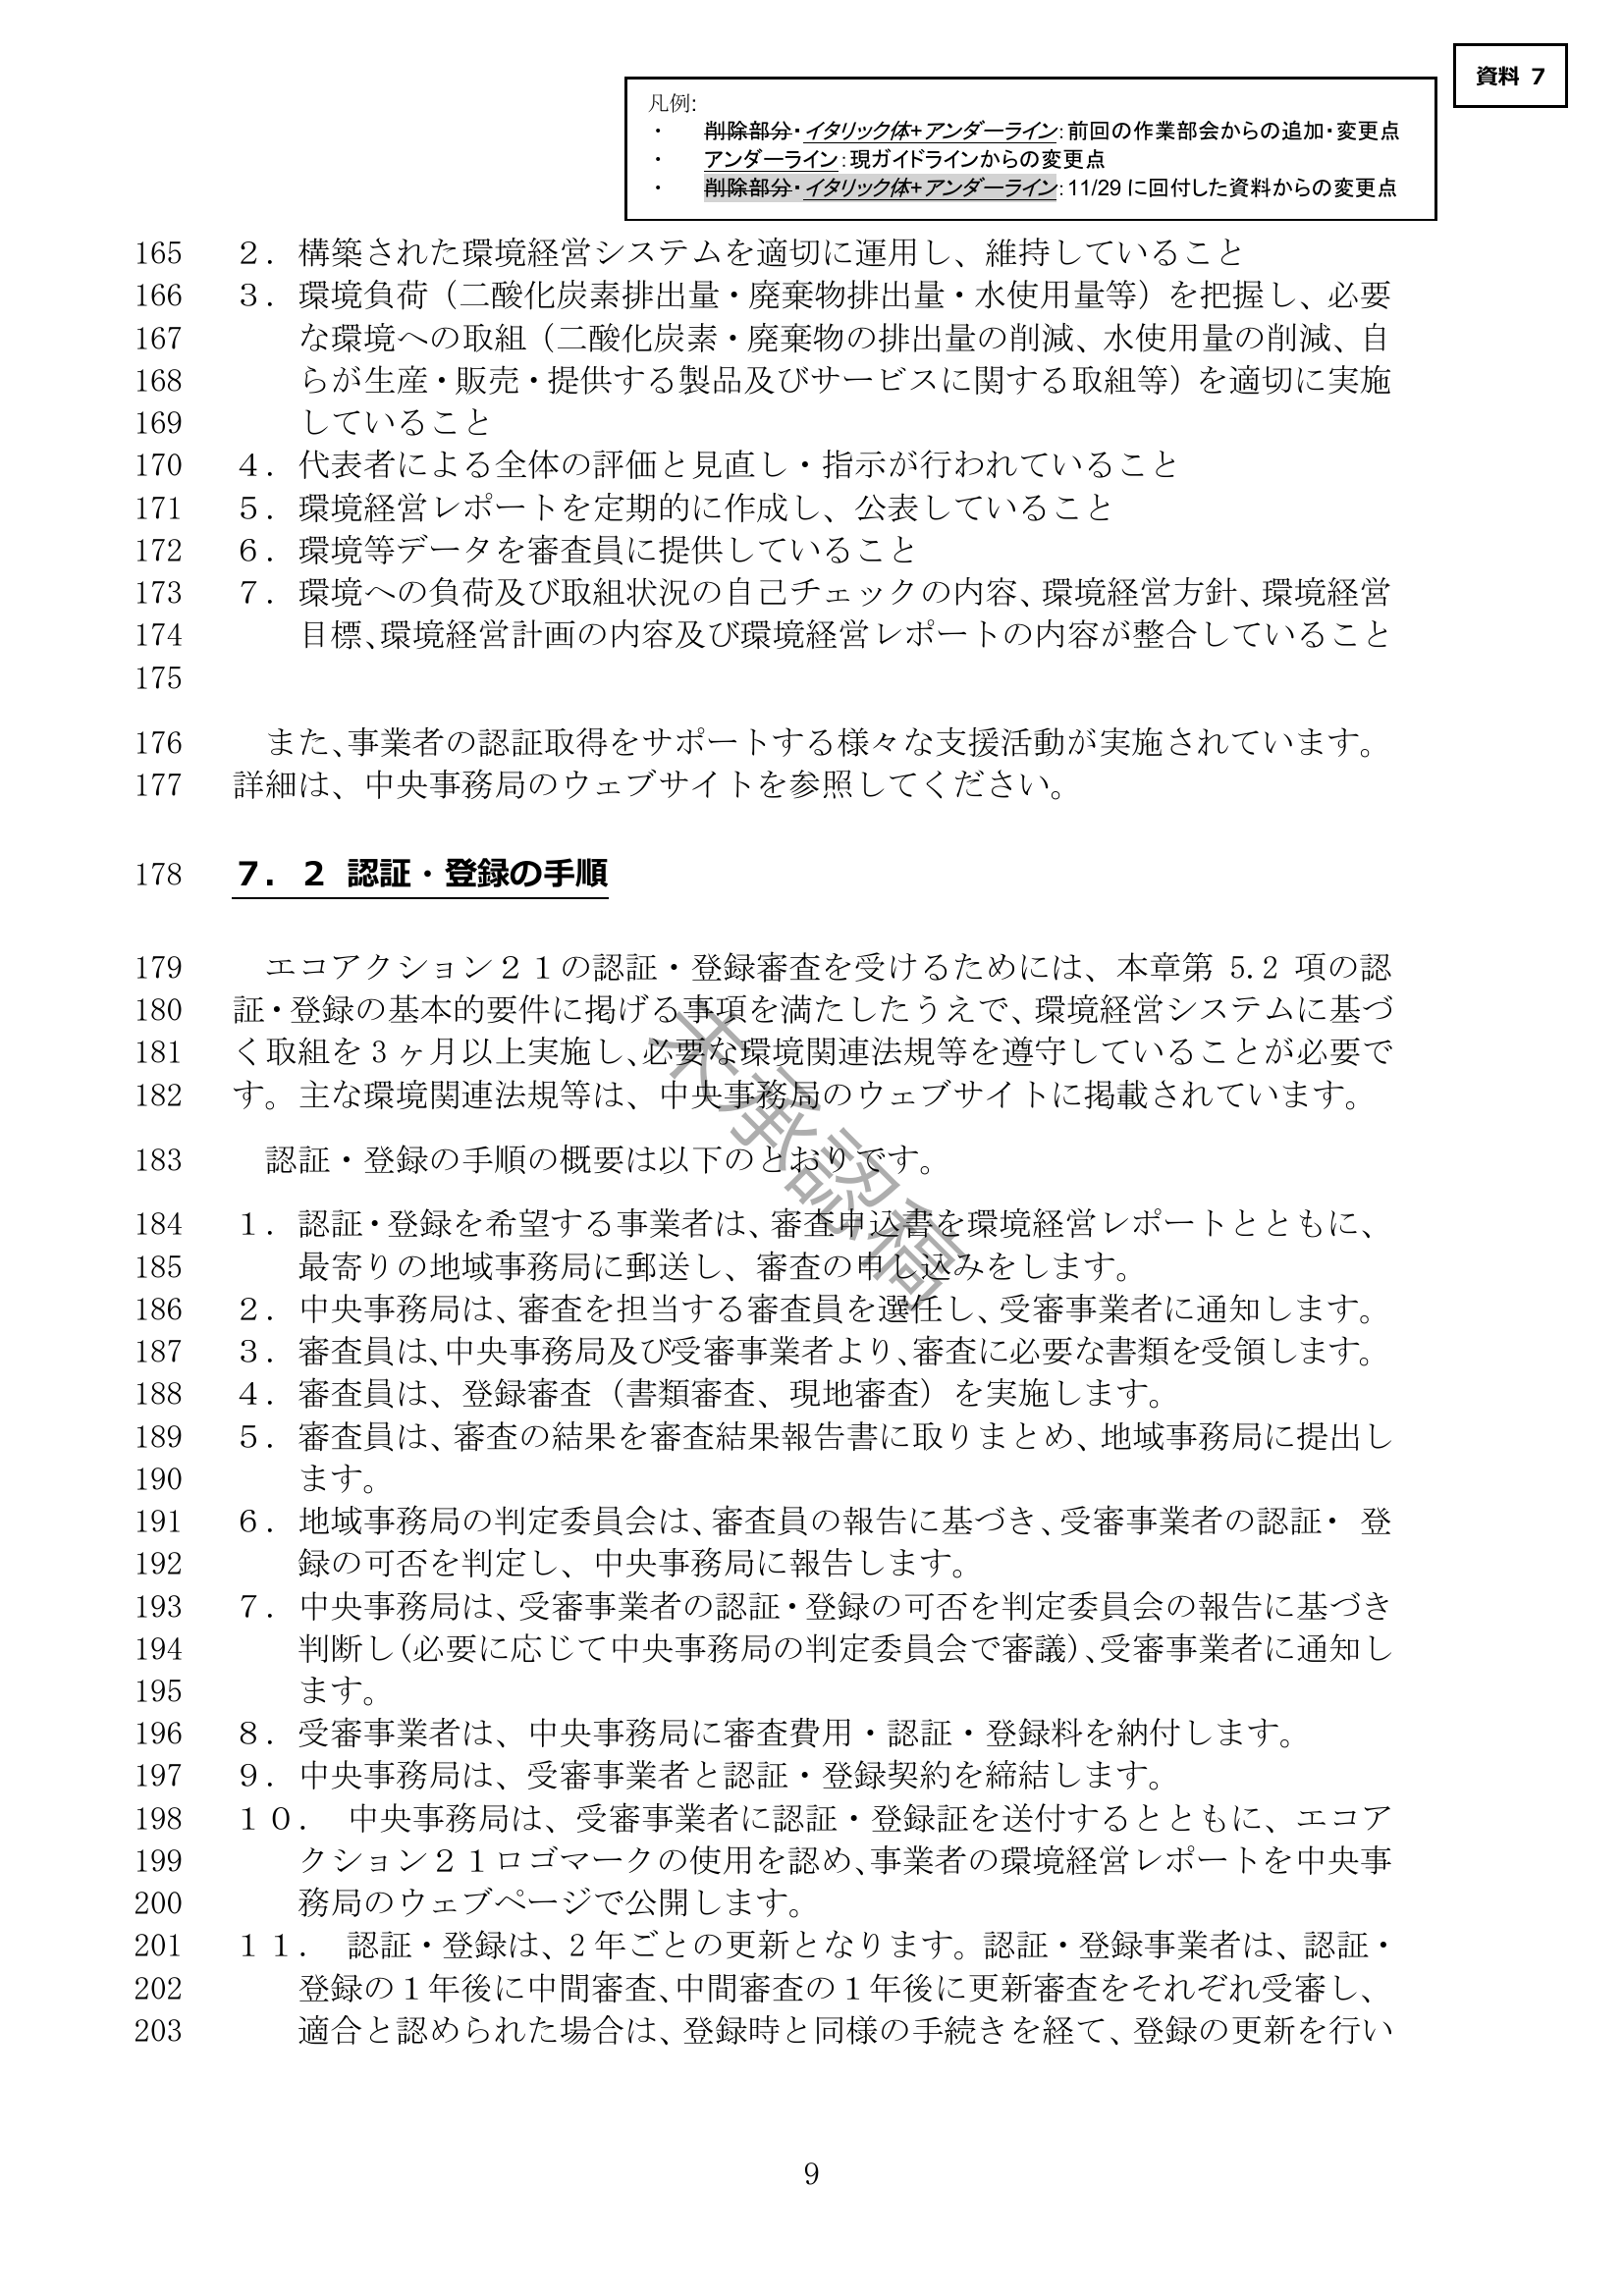 資料 7
凡例:
・ 削除部分・イタリック体+アンダーライン:前回の作業部会からの追加・変更点
・ アンダーライン:現ガイドラインからの変更点
・ 削除部分・イタリック体+アンダーライン:11/29 に回付した資料からの変更点
165 ２．構築された環境経営システムを適切に運用し、維持していること
166 ３．環境負荷（二酸化炭素排出量・廃棄物排出量・水使用量等）を把握し、必要
167 な環境への取組（二酸化炭素・廃棄物の排出量の削減、水使用量の削減、自
168 らが生産・販売・提供する製品及びサービスに関する取組等）を適切に実施
169 していること
170 ４．代表者による全体の評価と見直し・指示が行われていること
171 ５．環境経営レポートを定期的に作成し、公表していること
172 ６．環境等データを審査員に提供していること
173 ７．環境への負荷及び取組状況の自己チェックの内容、環境経営方針、環境経営
174 目標、環境経営計画の内容及び環境経営レポートの内容が整合していること
175
176 また、事業者の認証取得をサポートする様々な支援活動が実施されています。
177 詳細は、中央事務局のウェブサイトを参照してください。
178 ７．２ 認証・登録の手順
179 エコアクション２１の認証・登録審査を受けるためには、本章第 5.2 項の認
180 証・登録の基本的要件に掲げる事項を満たしたうえで、環境経営システムに基づ
181 く取組を 3 ヶ月以上実施し、必要な環境関連法規等を遵守していることが必要で
182 す。主な環境関連法規等は、中央事務局のウェブサイトに掲載されています。
183 認証・登録の手順の概要は以下のとおりです。
未承認稿
184 １．認証・登録を希望する事業者は、審査申込書を環境経営レポートとともに、
185 最寄りの地域事務局に郵送し、審査の申し込みをします。
186 ２．中央事務局は、審査を担当する審査員を選任し、受審事業者に通知します。
187 ３．審査員は、中央事務局及び受審事業者より、審査に必要な書類を受領します。
188 ４．審査員は、登録審査（書類審査、現地審査）を実施します。
189 ５．審査員は、審査の結果を審査結果報告書に取りまとめ、地域事務局に提出し
190 ます。
191 ６．地域事務局の判定委員会は、審査員の報告に基づき、受審事業者の認証・ 登
192 録の可否を判定し、中央事務局に報告します。
193 ７．中央事務局は、受審事業者の認証・登録の可否を判定委員会の報告に基づき
194 判断し（必要に応じて中央事務局の判定委員会で審議）、受審事業者に通知し
195 ます。
196 ８．受審事業者は、中央事務局に審査費用・認証・登録料を納付します。
197 ９．中央事務局は、受審事業者と認証・登録契約を締結します。
198 １０． 中央事務局は、受審事業者に認証・登録証を送付するとともに、エコア
199 クション２１ロゴマークの使用を認め、事業者の環境経営レポートを中央事
200 務局のウェブページで公開します。
201 １１． 認証・登録は、2 年ごとの更新となります。認証・登録事業者は、認証・
202 登録の 1 年後に中間審査、中間審査の 1 年後に更新審査をそれぞれ受審し、
203 適合と認められた場合は、登録時と同様の手続きを経て、登録の更新を行い
9